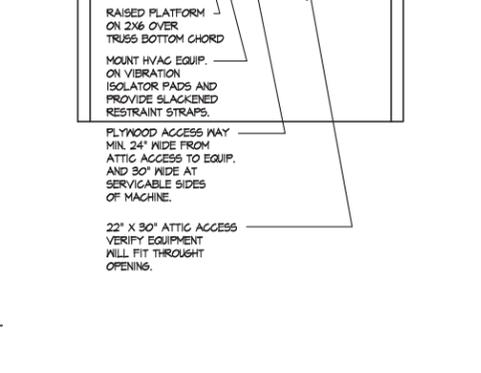 RAISED PLATFORM
ON 2X6 OVER
TRUSS BOTTOM CHORD
MOUNT HVAC EQUIP.
ON VIBRATION
ISOLATOR PADS AND
PROVIDE SLACKENED
RESTRAINT STRAPS.
PLYWOOD ACCESS WAY
MIN. 24" WIDE FROM
ATTIC ACCESS TO EQUIP.
AND 30" WIDE AT
SERVICABLE SIDES
OF MACHINE.
22" X 30" ATTIC ACCESS
VERIFY EQUIPMENT
WILL FIT THROUGHT
OPENING.